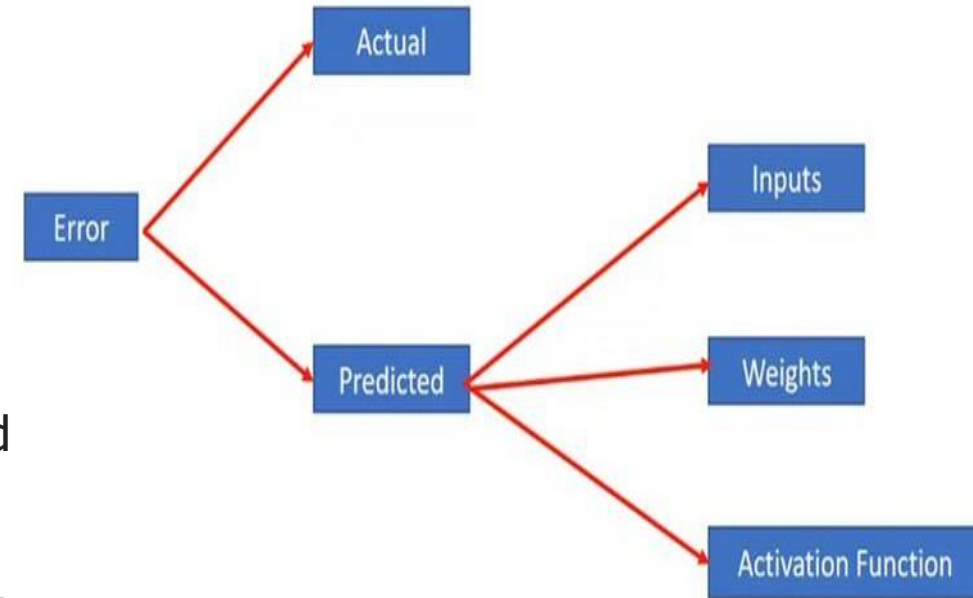 Actual
Inputs
Error
Weights
Predicted
d
Activation Function